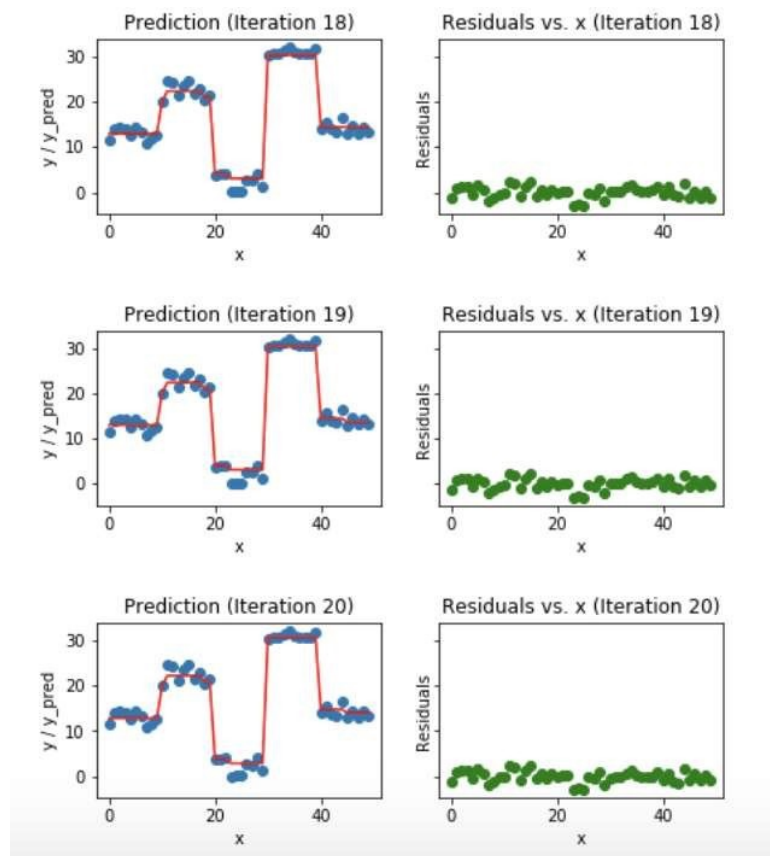 Prediction (Iteration 18)
Residuals vs. x (Iteration 18)
y / y_pred
30
20
10
0
0
20
40
x
Residuals
0
20
40
x
Prediction (Iteration 19)
Residuals vs. x (Iteration 19)
y / y_pred
30
20
10
0
0
20
40
x
Residuals
0
20
40
x
Prediction (Iteration 20)
Residuals vs. x (Iteration 20)
y / y_pred
30
20
10
0
0
20
40
x
Residuals
0
20
40
x